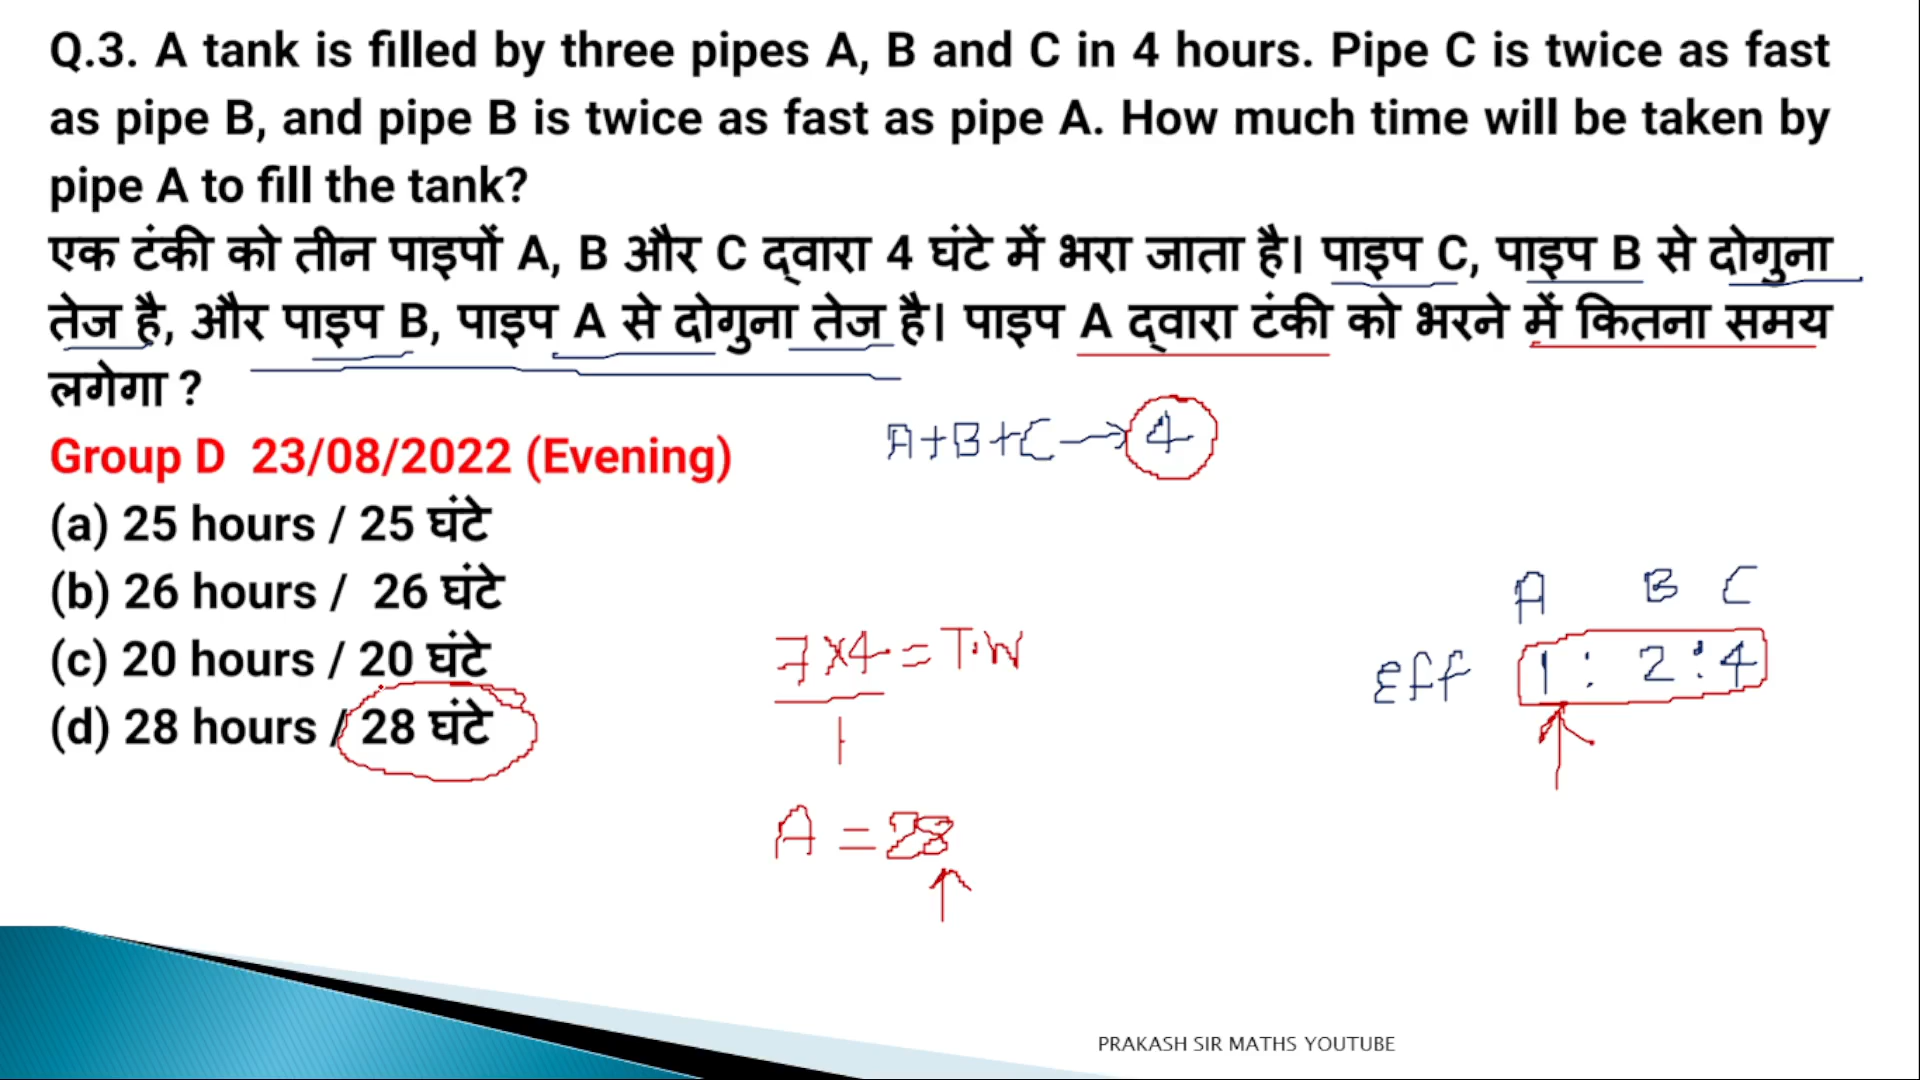 Q.3. A tank is filled by three pipes A, B and C in 4 hours. Pipe C is twice as fast
as pipe B, and pipe B is twice as fast as pipe A. How much time will be taken by
pipe A to fill the tank?
एक टंकी को तीन पाइपों A, B और C द्वारा 4 घंटे में भरा जाता है। पाइप C, पाइप B से दोगुना
तेज है, और पाइप B, पाइप A से दोगुना तेज है। पाइप A द्वारा टंकी को भरने में कितना समय
लगेगा ?
A+B+C→4
Group D 23/08/2022 (Evening)
(a) 25 hours / 25 घंटे
(b) 26 hours / 26 घंटे
(c) 20 hours / 20 घंटे
(d) 28 hours / 28 घंटे
A B C
Eff 1 : 2 : 4
7×4 = T.W
1
A = 28
PRAKASH SIR MATHS YOUTUBE